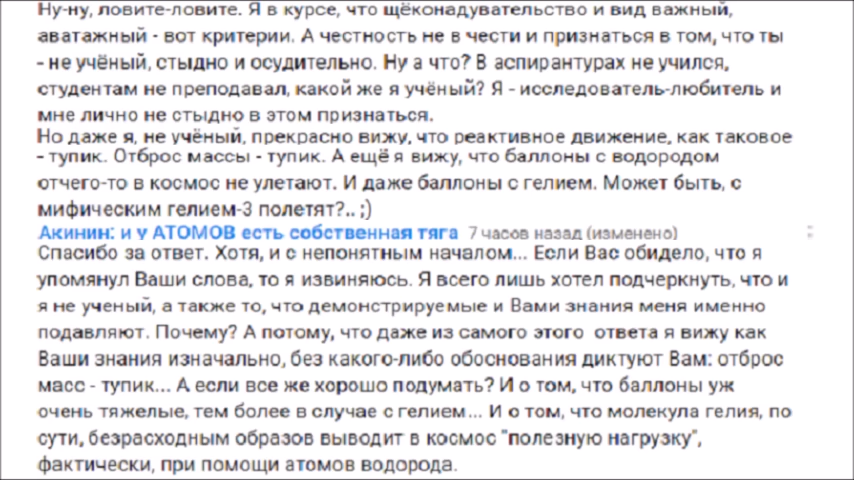 Ну-ну, ловите-ловите. Я в курсе, что щёконадувательство и вид важный,
аватажный - вот критерии. А честность не в чести и признаться в том, что ты
- не учёный, стыдно и осудительно. Ну а что? В аспирантурах не учился,
студентам не преподавал, какой же я учёный? Я - исследователь-любитель и
мне лично не стыдно в этом признаться.
Но даже я, не учёный, прекрасно вижу, что реактивное движение, как таковое
- тупик. Отброс массы - тупик. А ещё я вижу, что баллоны с водородом
отчего-то в космос не улетают. И даже баллоны с гелием. Может быть, с
мифическим гелием-3 полетят?.. ;)
Акинин: и у АТОМОВ есть собственная тяга 7 часов назад (изменено)
Спасибо за ответ. Хотя, и с непонятным началом... Если Вас обидело, что я
упомянул Ваши слова, то я извиняюсь. Я всего лишь хотел подчеркнуть, что и
я не ученый, а также то, что демонстрируемые и Вами знания меня именно
подавляют. Почему? А потому, что даже из самого этого ответа я вижу как
Ваши знания изначально, без какого-либо обоснования диктуют Вам: отброс
масс - тупик... А если все же хорошо подумать? И о том, что баллоны уж
очень тяжелые, тем более в случае с гелием... И о том, что молекула гелия, по
сути, безрасходным образов выводит в космос "полезную нагрузку",
фактически, при помощи атомов водорода.